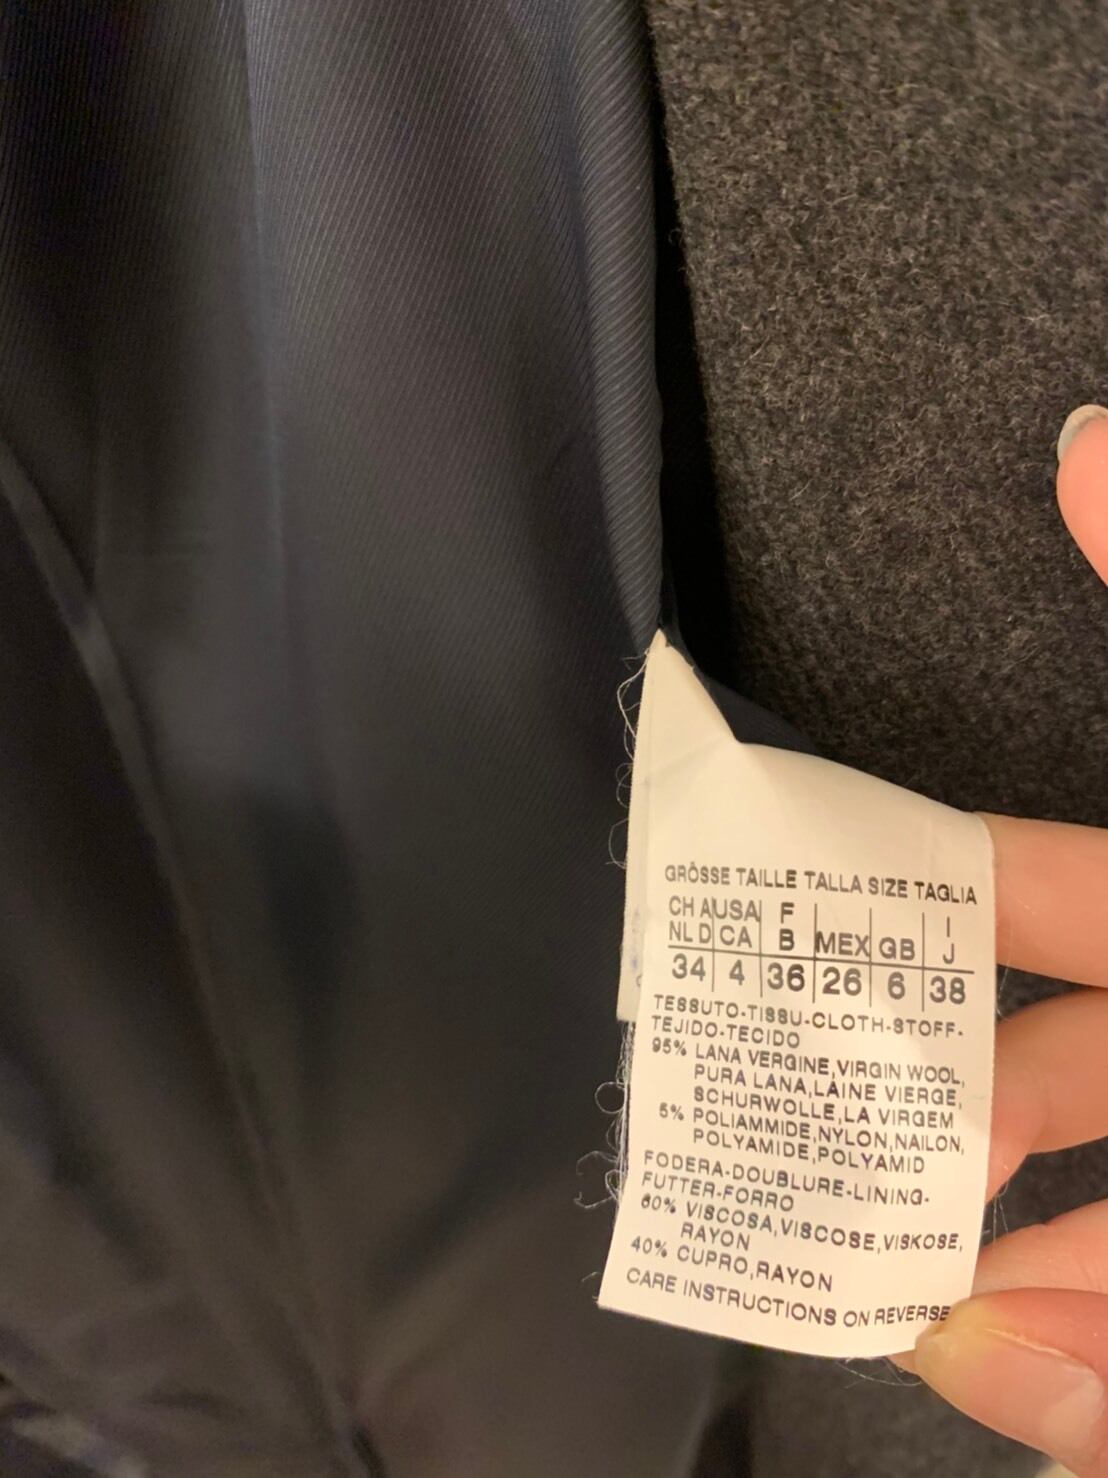 GRÖSSE TAILLE TALLA SIZE TAGLIA
CH A USA F I
NL D CA B MEX GB J
34 4 36 26 6 38
TESSUTO-TISSU-CLOTH-STOFF-
TEJIDO-TECIDO
95% LANA VERGINE,VIRGIN WOOL,
PURA LANA,LAINE VIERGE,
SCHURWOLLE,LA VIRGEM
5% POLIAMMIDE,NYLON,NAILON,
POLYAMIDE,POLYAMID
FODERA-DOUBLURE-LINING-
FUTTER-FORRO
60% VISCOSA,VISCOSE,VISKOSE,
RAYON
40% CUPRO,RAYON
CARE INSTRUCTIONS ON REVERSE